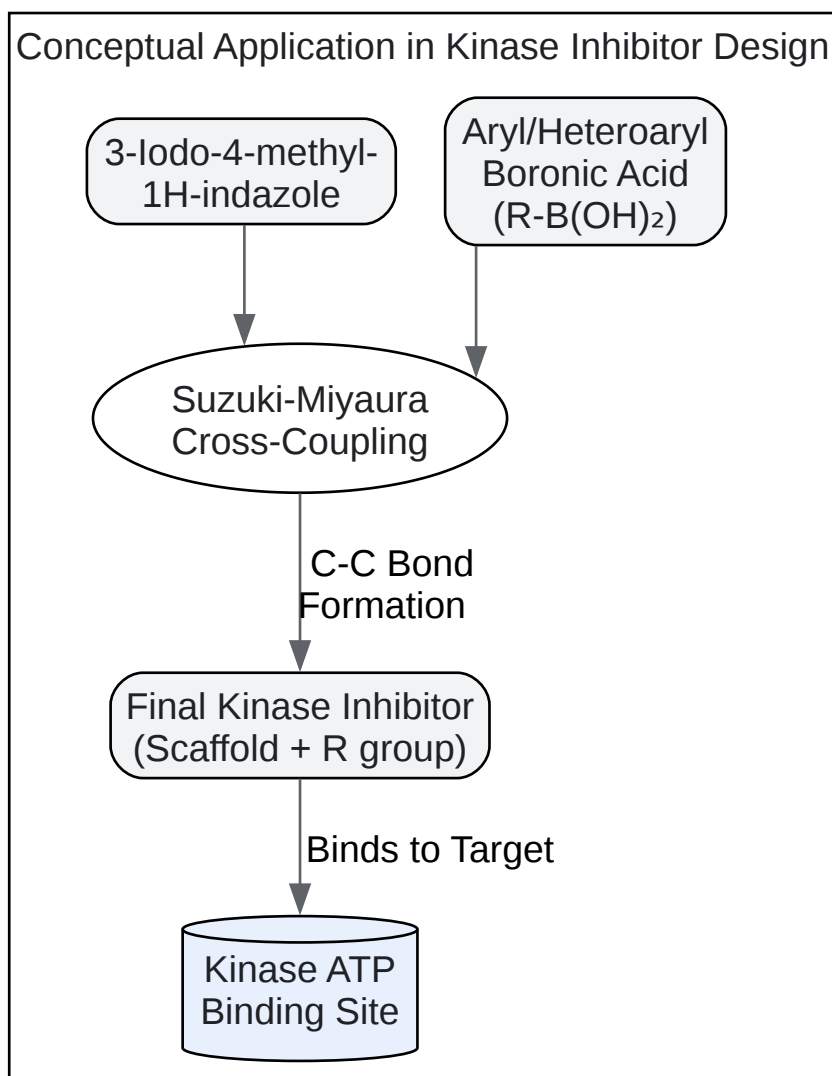 Conceptual Application in Kinase Inhibitor Design
3-Iodo-4-methyl-
1H-indazole
Aryl/Heteroaryl
Boronic Acid
(R-B(OH)₂)
Suzuki-Miyaura
Cross-Coupling
C-C Bond
Formation
Final Kinase Inhibitor
(Scaffold + R group)
Binds to Target
Kinase ATP
Binding Site